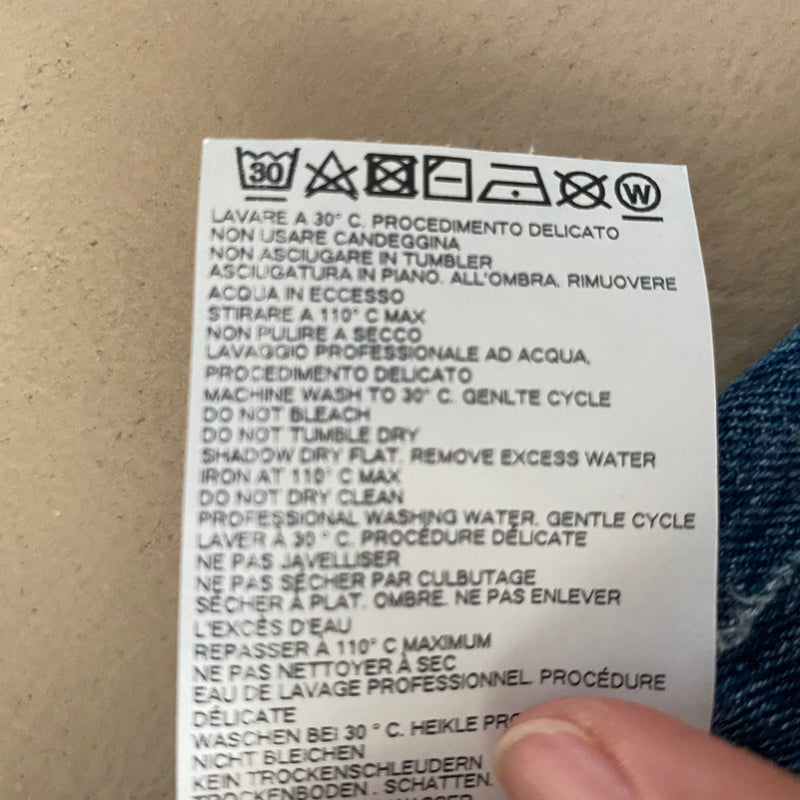 30 W
LAVARE A 30° C. PROCEDIMENTO DELICATO
NON USARE CANDEGGINA
NON ASCIUGARE IN TUMBLER
ASCIUGATURA IN PIANO. ALL'OMBRA. RIMUOVERE
ACQUA IN ECCESSO
STIRARE A 110° C MAX
NON PULIRE A SECCO
LAVAGGIO PROFESSIONALE AD ACQUA,
PROCEDIMENTO DELICATO
MACHINE WASH TO 30° C. GENLTE CYCLE
DO NOT BLEACH
DO NOT TUMBLE DRY
SHADOW DRY FLAT. REMOVE EXCESS WATER
IRON AT 110° C MAX
DO NOT DRY CLEAN
PROFESSIONAL WASHING WATER. GENTLE CYCLE
LAVER À 30 ° C. PROCÉDURE DÉLICATE
NE PAS JAVELLISER
NE PAS SÉCHER PAR CULBUTAGE
SÉCHER À PLAT. OMBRE. NE PAS ENLEVER
L'EXCÈS D'EAU
REPASSER À 110° C MAXIMUM
NE PAS NETTOYER À SEC
EAU DE LAVAGE PROFESSIONNEL. PROCÉDURE
DÉLICATE
WASCHEN BEI 30 ° C. HEIKLE
NICHT BLEICHEN
KEIN TROCKENSCHLEUDERN
TROCKENBODEN. SCHATTEN.